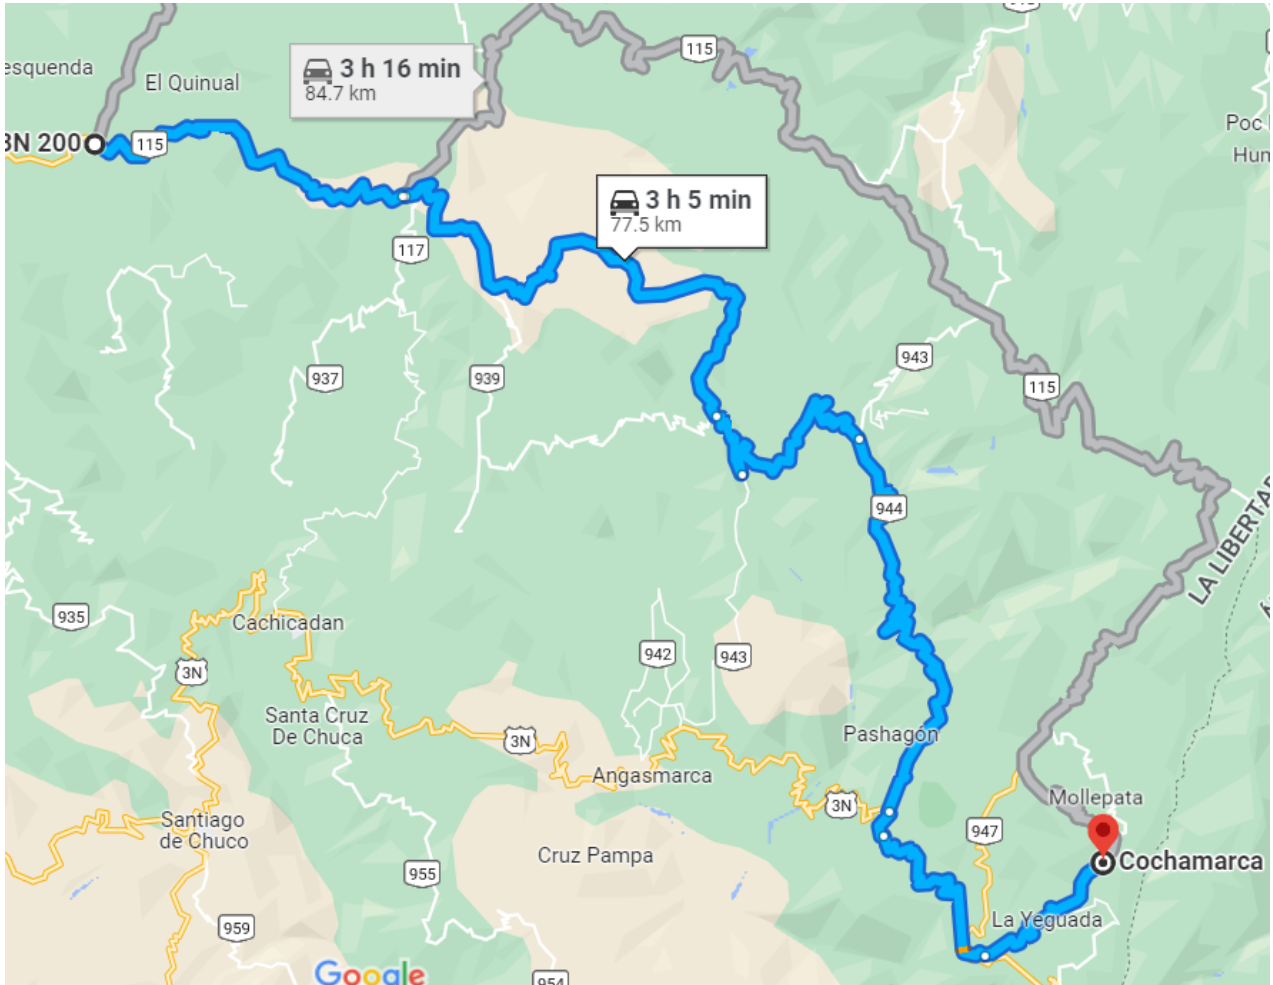 115
esquenda
El Quinual
3 h 16 min
84.7 km
3N 200
115
Poc
Hun
3 h 5 min
77.5 km
117
943
937
939
115
944
LA LIBERTAD
935
Cachicadan
942
943
3N
Santa Cruz
De Chuca
3N
Pashagón
Angasmarca
Mollepata
3N
Santiago
de Chuco
947
Cruz Pampa
Cochamarca
955
La Yeguada
959
Google
954